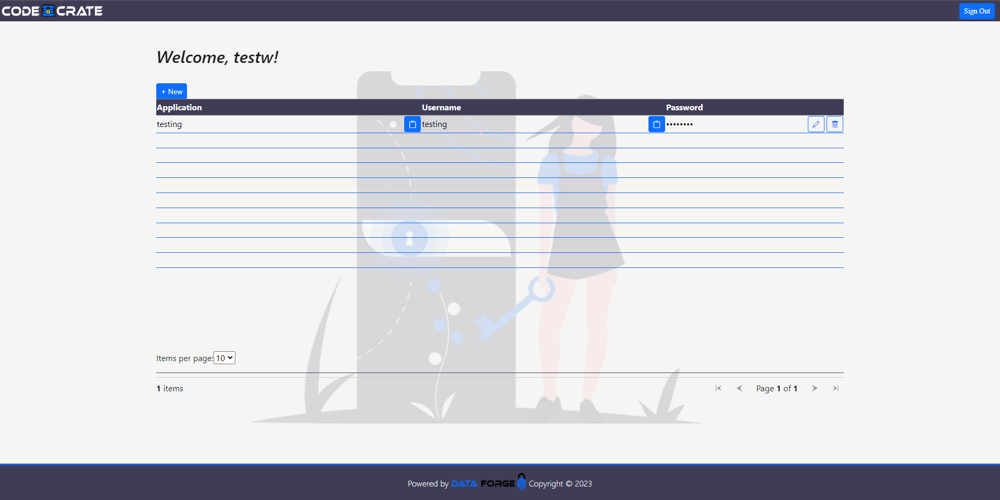 CODE CRATE
Sign Out
Welcome, testw!
+ New
Application Username Password
testing testing ••••••••
Items per page: 10
1 items
Page 1 of 1
Powered by DATA FORGE Copyright © 2023